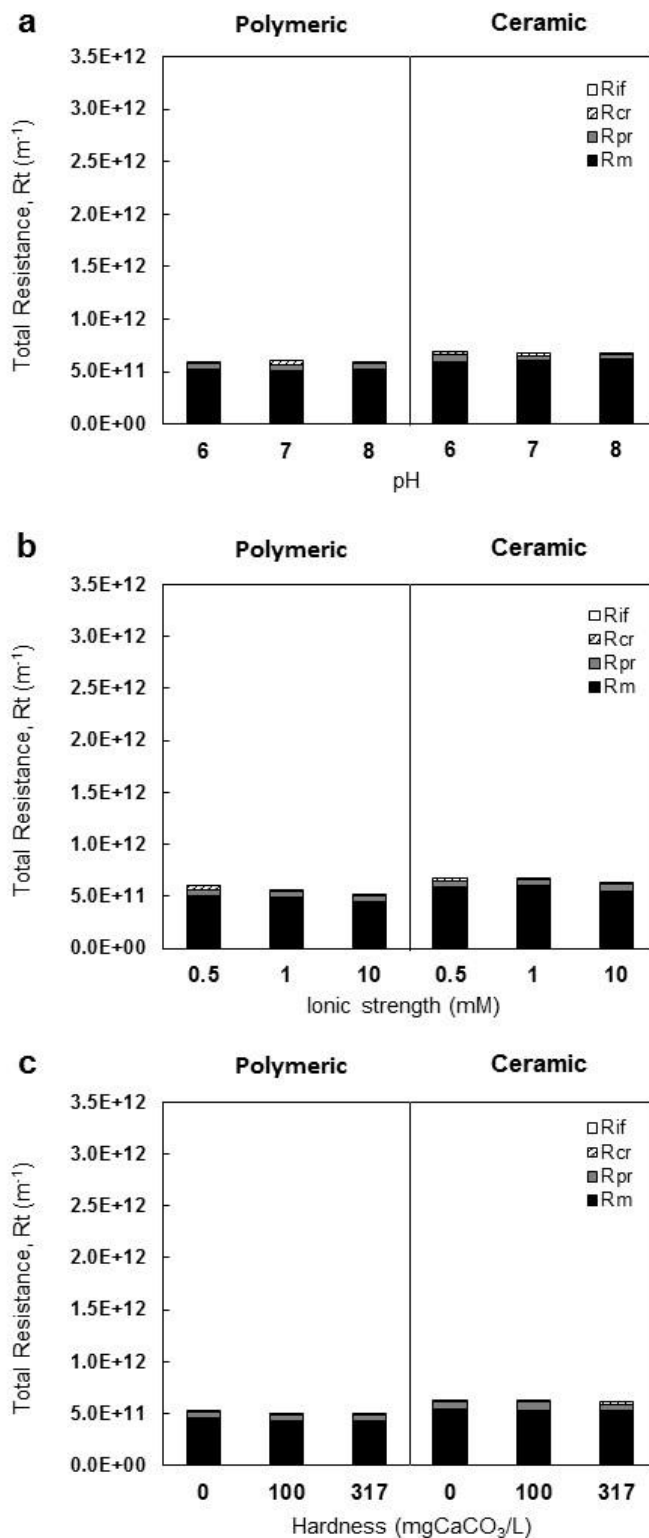 a
Polymeric Ceramic
Total Resistance, Rt (m⁻¹)
3.5E+12
3.0E+12
2.5E+12
2.0E+12
1.5E+12
1.0E+12
5.0E+11
0.0E+00
Rif
Rcr
Rpr
Rm
6 7 8 6 7 8
pH
b
Polymeric Ceramic
Total Resistance, Rt (m⁻¹)
3.5E+12
3.0E+12
2.5E+12
2.0E+12
1.5E+12
1.0E+12
5.0E+11
0.0E+00
Rif
Rcr
Rpr
Rm
0.5 1 10 0.5 1 10
Ionic strength (mM)
c
Polymeric Ceramic
Total Resistance, Rt (m⁻¹)
3.5E+12
3.0E+12
2.5E+12
2.0E+12
1.5E+12
1.0E+12
5.0E+11
0.0E+00
Rif
Rcr
Rpr
Rm
0 100 317 0 100 317
Hardness (mgCaCO₃/L)